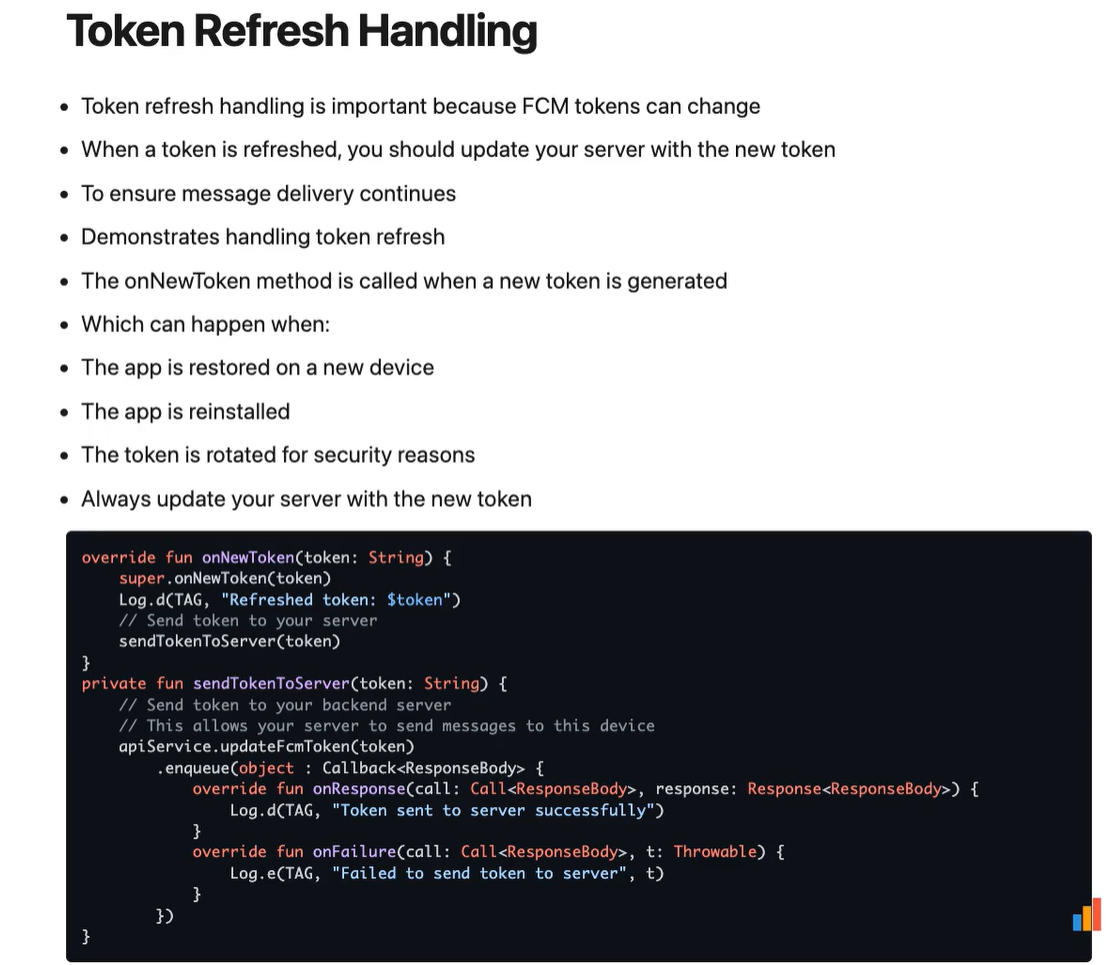 Token Refresh Handling
• Token refresh handling is important because FCM tokens can change
• When a token is refreshed, you should update your server with the new token
• To ensure message delivery continues
• Demonstrates handling token refresh
• The onNewToken method is called when a new token is generated
• Which can happen when:
• The app is restored on a new device
• The app is reinstalled
• The token is rotated for security reasons
• Always update your server with the new token
override fun onNewToken(token: String) {
    super.onNewToken(token)
    Log.d(TAG, "Refreshed token: $token")
    // Send token to your server
    sendTokenToServer(token)
}
private fun sendTokenToServer(token: String) {
    // Send token to your backend server
    // This allows your server to send messages to this device
    apiService.updateFcmToken(token)
        .enqueue(object : Callback<ResponseBody> {
            override fun onResponse(call: Call<ResponseBody>, response: Response<ResponseBody>) {
                Log.d(TAG, "Token sent to server successfully")
            }
            override fun onFailure(call: Call<ResponseBody>, t: Throwable) {
                Log.e(TAG, "Failed to send token to server", t)
            }
        })
}